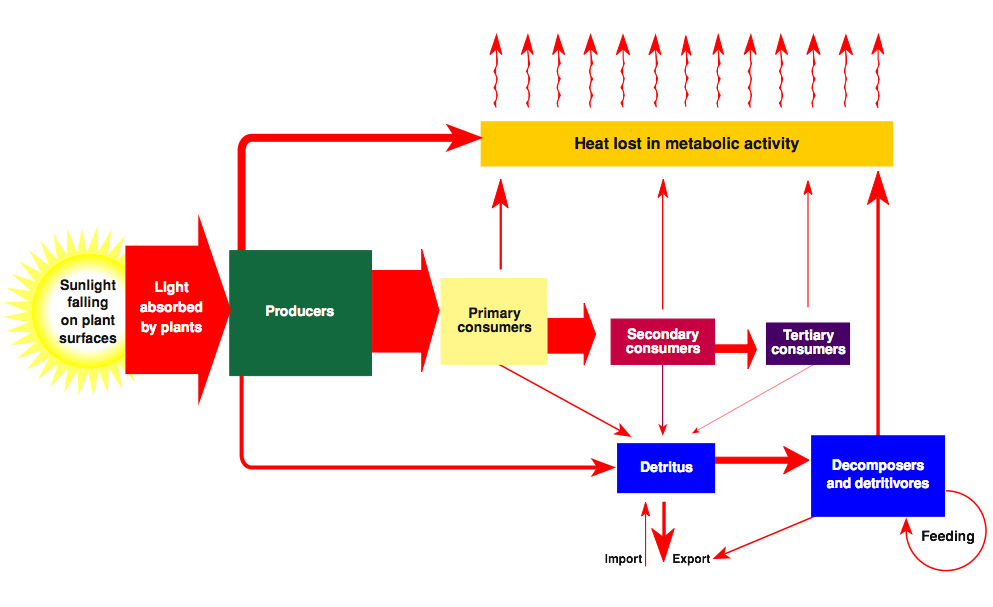 Heat lost in metabolic activity
Sunlight
falling
on plant
surfaces
Light
absorbed
by plants
Producers
Primary
consumers
Secondary
consumers
Tertiary
consumers
Detritus
Decomposers
and detritivores
Feeding
Import
Export